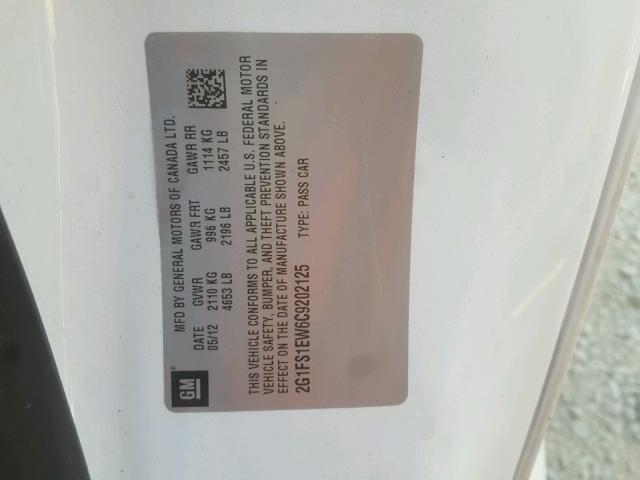 GM
MFD BY GENERAL MOTORS OF CANADA LTD.
DATE GVWR GAWR FRT GAWR RR
05/12 2110 KG 996 KG 1114 KG
4653 LB 2196 LB 2457 LB
THIS VEHICLE CONFORMS TO ALL APPLICABLE U.S. FEDERAL MOTOR
VEHICLE SAFETY, BUMPER, AND THEFT PREVENTION STANDARDS IN
EFFECT ON THE DATE OF MANUFACTURE SHOWN ABOVE.
2G1FS1EW6C9202125 TYPE: PASS CAR